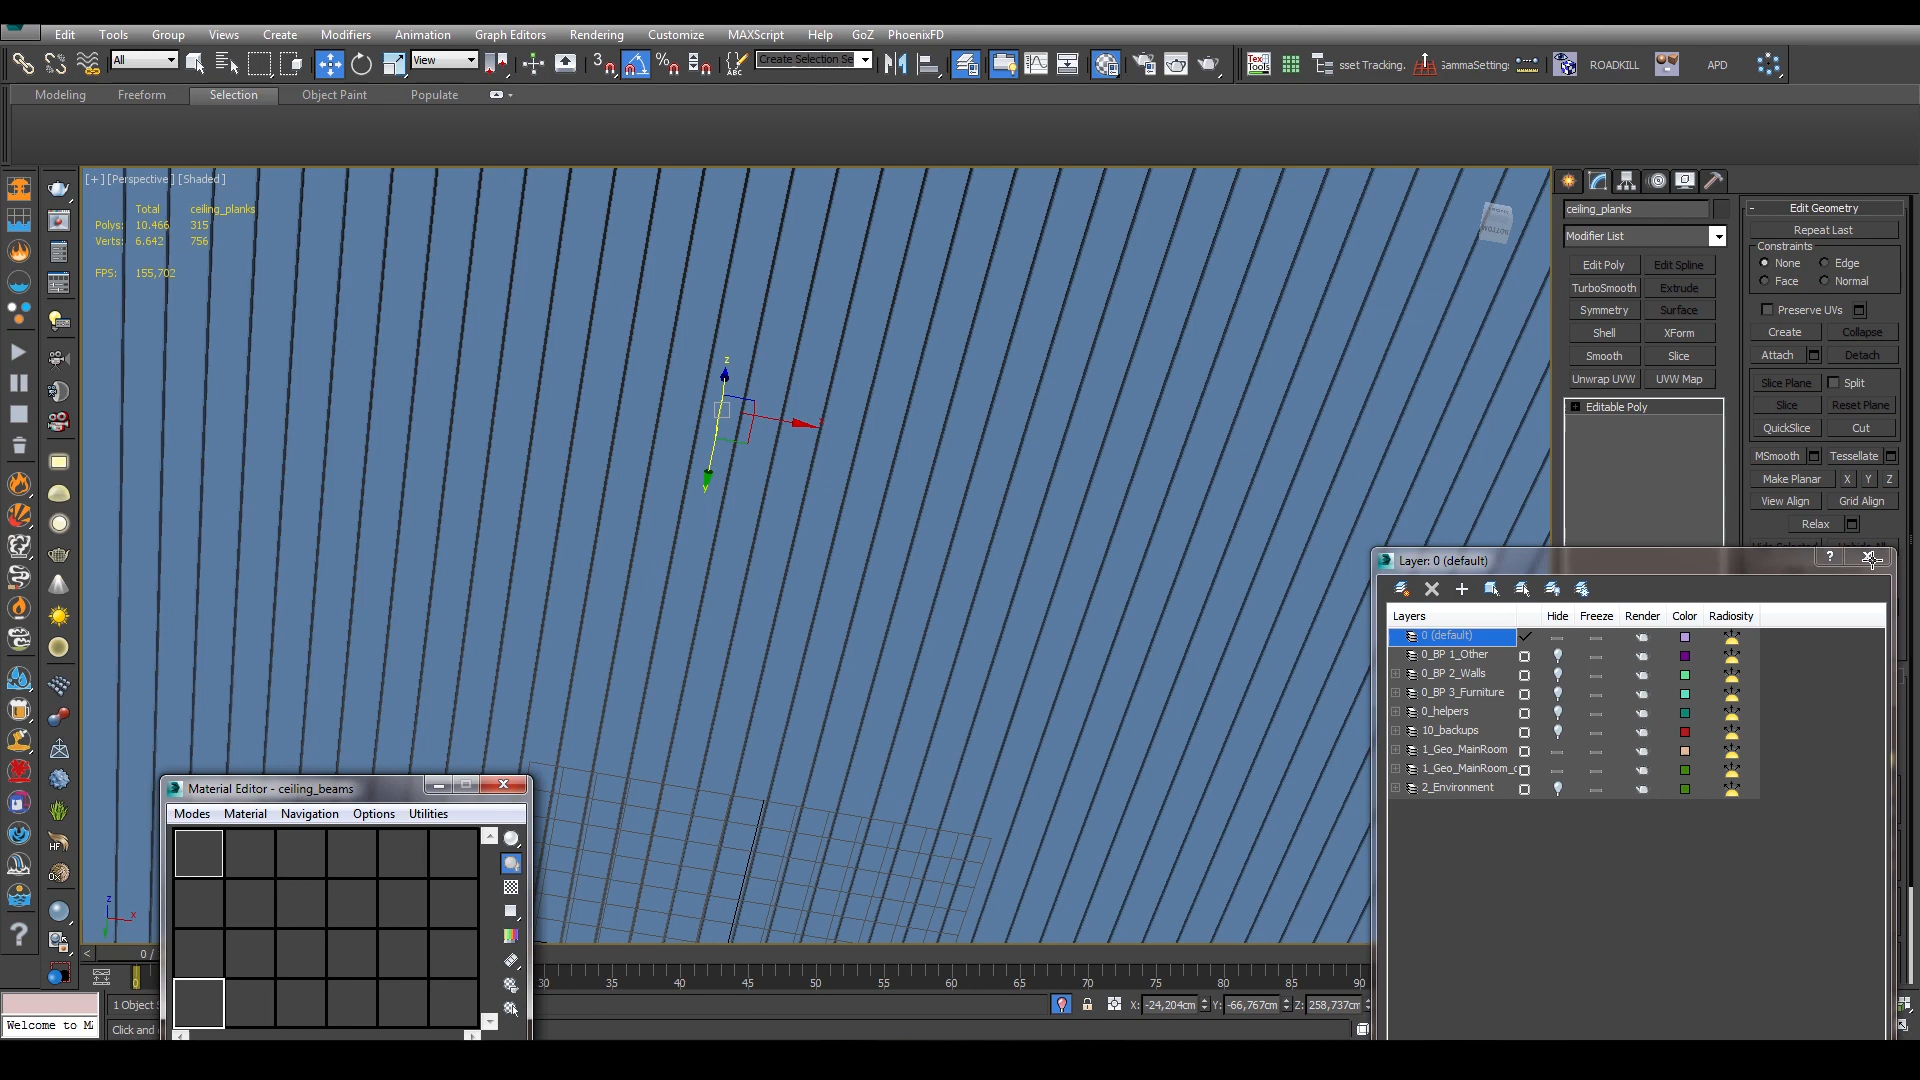 Edit Tools Group Views Create Modifiers Animation Graph Editors Rendering Customize MAXScript Help GoZ PhoenixFD
All View 3 Create Selection Se Tex Tools sset Tracking. GammaSetting: ROADKILL APD
Modeling Freeform Selection Object Paint Populate
[+] [Perspective] [Shaded]
Total ceiling_planks
Polys: 10.466 315
Verts: 6.642 756
FPS: 155,702
z
y
z
x
ceiling_planks
Modifier List
Edit Poly Edit Spline
TurboSmooth Extrude
Symmetry Surface
Shell XForm
Smooth Slice
Unwrap UVW UVW Map
Editable Poly
- Edit Geometry
Repeat Last
Constraints
None Edge
Face Normal
Preserve UVs
Create Collapse
Attach Detach
Slice Plane Split
Slice Reset Plane
QuickSlice Cut
MSmooth Tessellate
Make Planar X Y Z
View Align Grid Align
Relax
Layer: 0 (default)
Layers Hide Freeze Render Color Radiosity
0 (default)
0_BP 1_Other
0_BP 2_Walls
0_BP 3_Furniture
0_helpers
10_backups
1_Geo_MainRoom
1_Geo_MainRoom_c
2_Environment
Material Editor - ceiling_beams
Modes Material Navigation Options Utilities
HF
< 0 /
0 30 35 40 45 50 55 60 65 70 75 80 85 90
1 Object X: -24,204cm Y: -66,767cm Z: 258,737cm
Welcome to M Click and